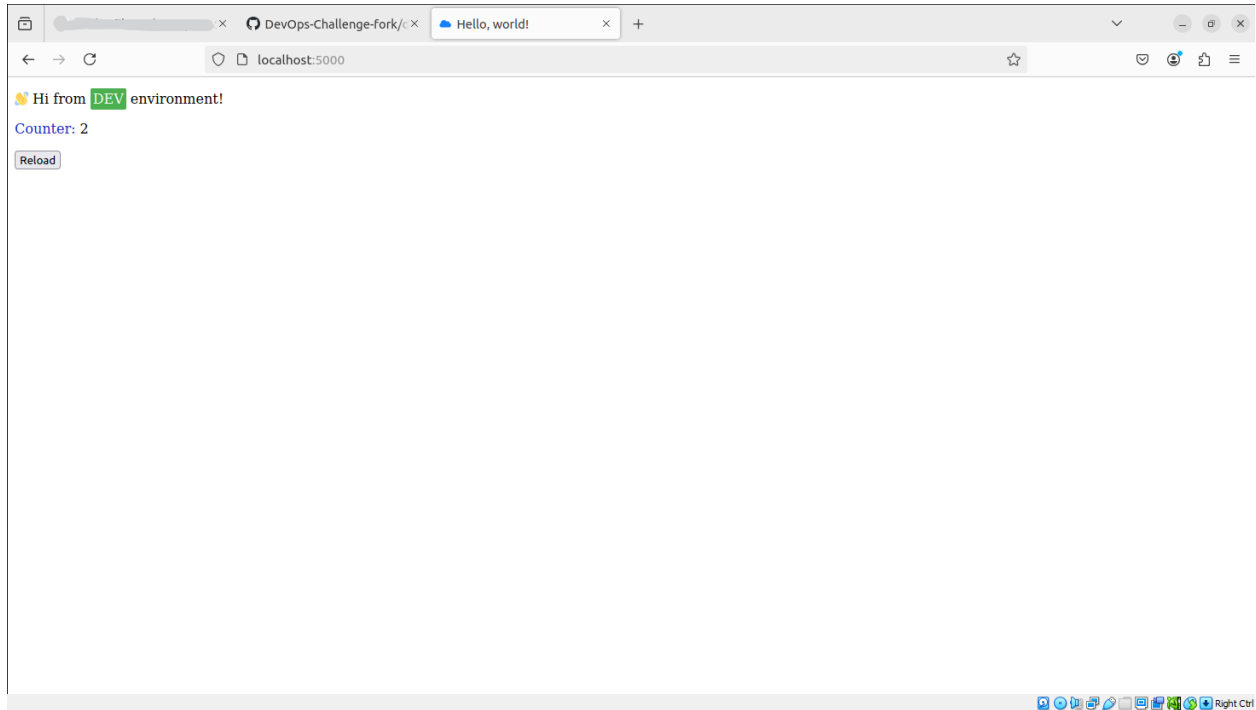 DevOps-Challenge-fork/c
Hello, world!
localhost:5000
👋 Hi from DEV environment!
Counter: 2
Reload
Right Ctrl